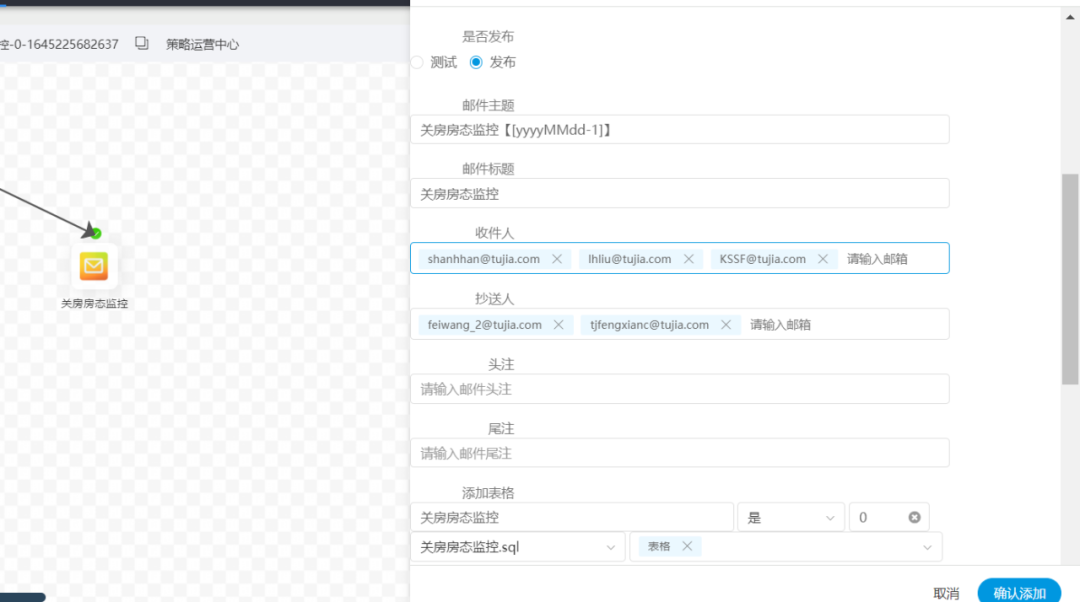 控-0-1645225682637 策略运营中心
关房房态监控
是否发布
测试 发布
邮件主题
关房房态监控【[yyyyMMdd-1]】
邮件标题
关房房态监控
收件人
shanhhan@tujia.com lhliu@tujia.com KSSF@tujia.com 请输入邮箱
抄送人
feiwang_2@tujia.com tjfengxianc@tujia.com 请输入邮箱
头注
请输入邮件头注
尾注
请输入邮件尾注
添加表格
关房房态监控 是 0
关房房态监控.sql 表格
取消 确认添加